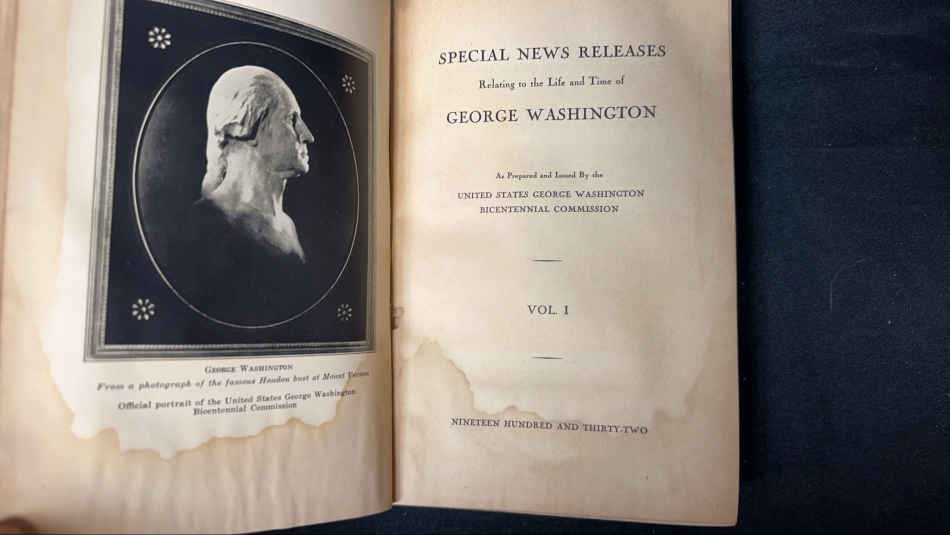 George Washington
From a photograph of the famous Houdon bust at Mount Vernon
Official portrait of the United States George Washington
Bicentennial Commission
SPECIAL NEWS RELEASES
Relating to the Life and Time of
GEORGE WASHINGTON
As Prepared and Issued By the
UNITED STATES GEORGE WASHINGTON
BICENTENNIAL COMMISSION
VOL. I
NINETEEN HUNDRED AND THIRTY-TWO